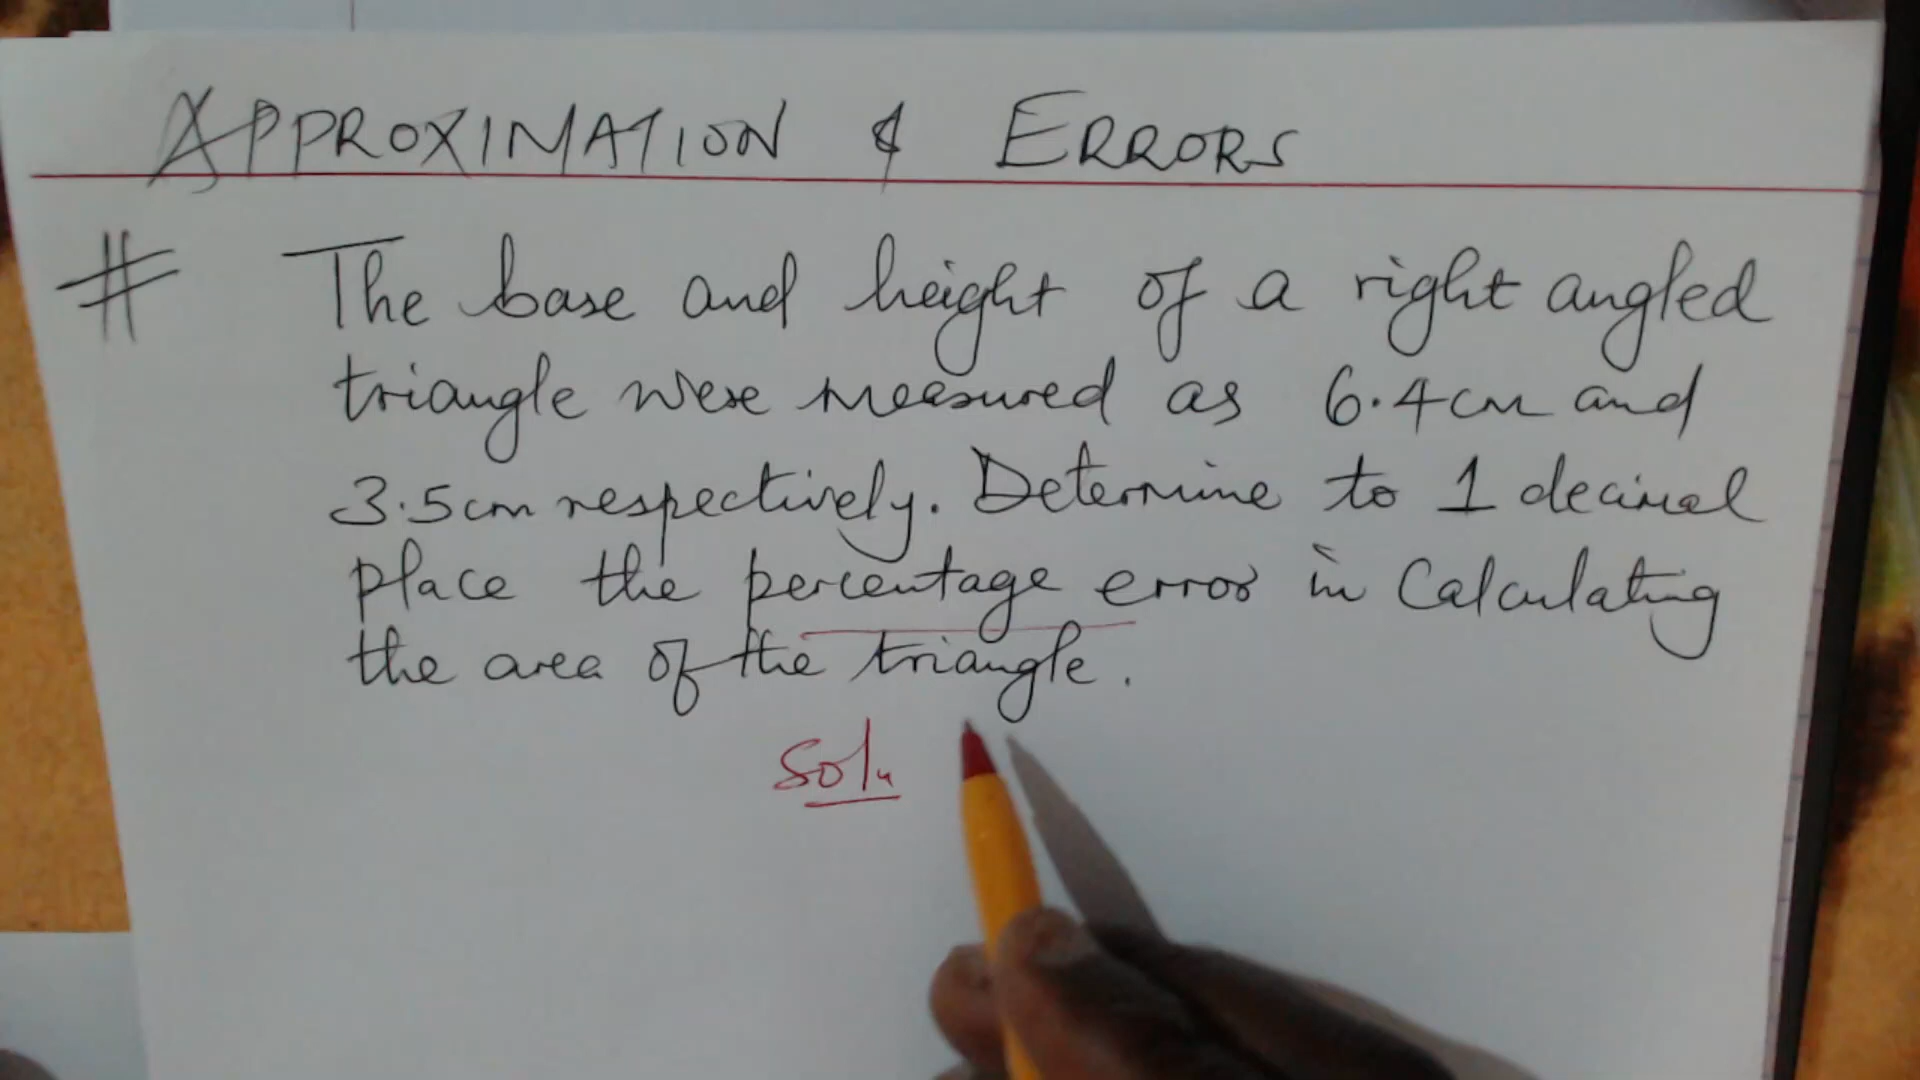 APPROXIMATION & ERRORS
# The base and height of a right angled
triangle were measured as 6.4cm and
3.5cm respectively. Determine to 1 decimal
place the percentage error in Calculating
the area of the triangle.
Soln